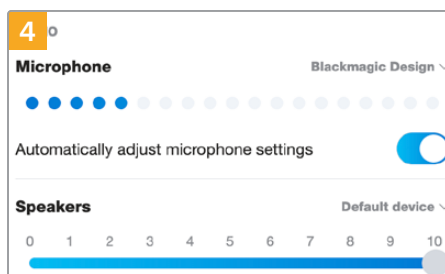 4 o
Microphone Blackmagic Design
Automatically adjust microphone settings
Speakers Default device
0 1 2 3 4 5 6 7 8 9 10